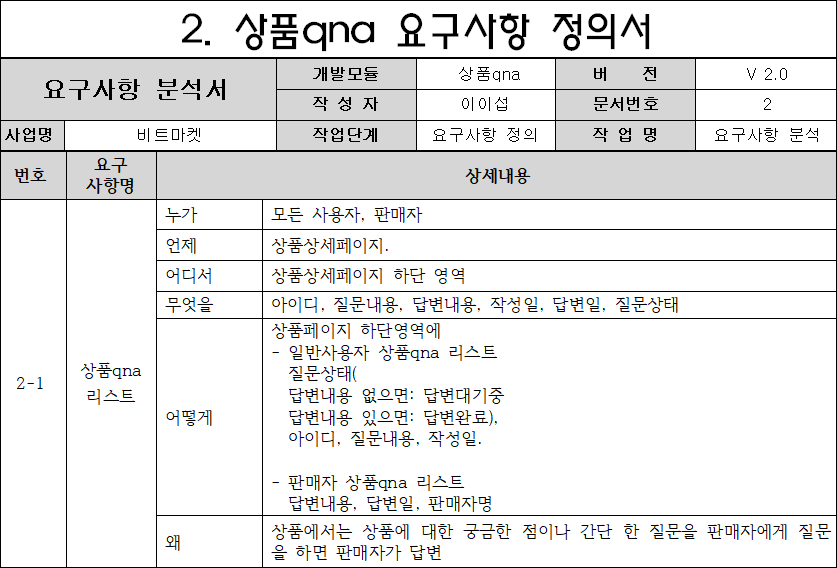 2. 상품qna 요구사항 정의서
요구사항 분석서
개발모듈
상품qna
버 전
V 2.0
작 성 자
이이섭
문서번호
2
사업명
비트마켓
작업단계
요구사항 정의
작 업 명
요구사항 분석
번호
요구
사항명
상세내용
2-1
상품qna
리스트
누가
모든 사용자, 판매자
언제
상품상세페이지.
어디서
상품상세페이지 하단 영역
무엇을
아이디, 질문내용, 답변내용, 작성일, 답변일, 질문상태
어떻게
상품페이지 하단영역에
- 일반사용자 상품qna 리스트
질문상태(
답변내용 없으면: 답변대기중
답변내용 있으면: 답변완료),
아이디, 질문내용, 작성일.
- 판매자 상품qna 리스트
답변내용, 답변일, 판매자명
왜
상품에서는 상품에 대한 궁금한 점이나 간단 한 질문을 판매자에게 질문
을 하면 판매자가 답변